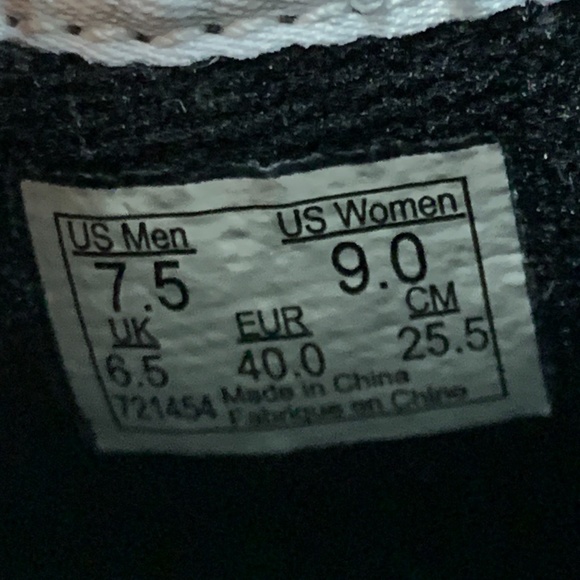 US Men US Women
7.5 9.0
UK EUR CM
6.5 40.0 25.5
721454 Made in China
Fabrique en Chine